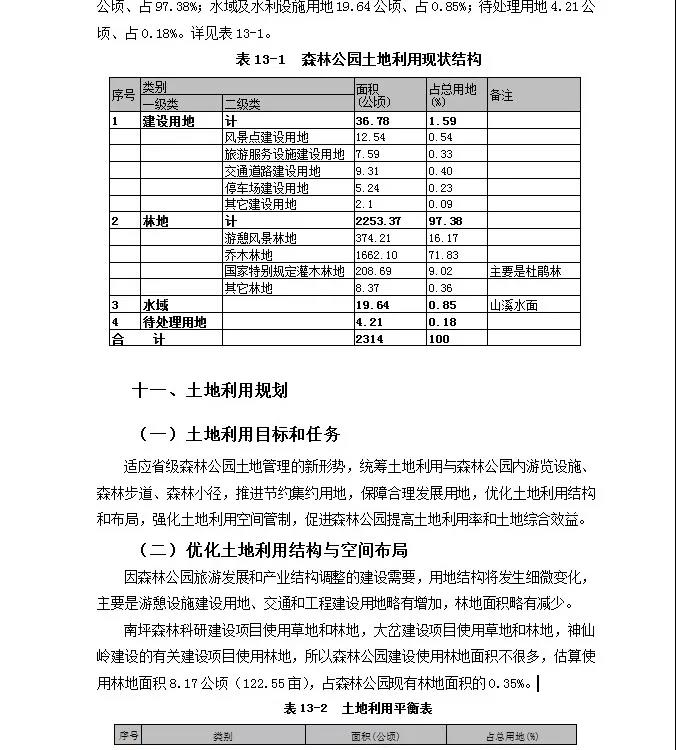 公顷、占97.38%；水域及水利设施用地19.64公顷、占0.85%；待处理用地4.21公
顷、占0.18%。详见表13-1。
表 13-1 森林公园土地利用现状结构
序号 类别 面积(公顷) 占总用地(%) 备注
一级类 二级类
1 建设用地 计 36.78 1.59
风景点建设用地 12.54 0.54
旅游服务设施建设用地 7.59 0.33
交通道路建设用地 9.31 0.40
停车场建设用地 5.24 0.23
其它建设用地 2.1 0.09
2 林地 计 2253.37 97.38
游憩风景林地 374.21 16.17
乔木林地 1662.10 71.83
国家特别规定灌木林地 208.69 9.02 主要是杜鹃林
其它林地 8.37 0.36
3 水域 19.64 0.85 山溪水面
4 待处理用地 4.21 0.18
合 计 2314 100
十一、土地利用规划
（一）土地利用目标和任务
适应省级森林公园土地管理的新形势，统筹土地利用与森林公园内游览设施、
森林步道、森林小径，推进节约集约用地，保障合理发展用地，优化土地利用结构
和布局，强化土地利用空间管制，促进森林公园提高土地利用率和土地综合效益。
（二）优化土地利用结构与空间布局
因森林公园旅游发展和产业结构调整的建设需要，用地结构将发生细微变化，
主要是游憩设施建设用地、交通和工程建设用地略有增加，林地面积略有减少。
南坪森林科研建设项目使用草地和林地，大岔建设项目使用草地和林地，神仙
岭建设的有关建设项目使用林地，所以森林公园建设使用林地面积不很多，估算使
用林地面积8.17公顷（122.55亩），占森林公园现有林地面积的0.35%。
表 13-2 土地利用平衡表
序号 类别 面积(公顷) 占总用地(%)